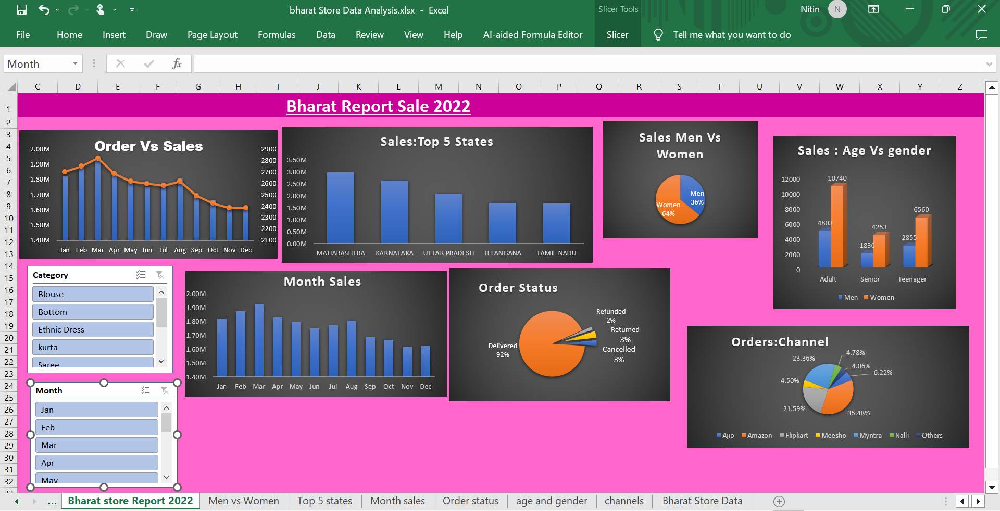 bharat Store Data Analysis.xlsx - Excel
Slicer Tools
Nitin
N
File Home Insert Draw Page Layout Formulas Data Review View Help AI-aided Formula Editor Slicer Tell me what you want to do
Month
fx
C D E F G H I J K L M N O P Q R S T U V W X Y Z
1
2
3
4
5
6
7
8
9
10
11
12
13
14
15
16
17
18
19
20
21
22
23
24
25
26
27
28
29
30
31
32
33
Bharat Report Sale 2022
Order Vs Sales
2.00M
1.90M
1.80M
1.70M
1.60M
1.50M
1.40M
2900
2800
2700
2600
2500
2400
2300
2200
2100
Jan Feb Mar Apr May Jun Jul Aug Sep Oct Nov Dec
Sales:Top 5 States
3.50M
3.00M
2.50M
2.00M
1.50M
1.00M
0.50M
0.00M
MAHARASHTRA KARNATAKA UTTAR PRADESH TELANGANA TAMIL NADU
Sales Men Vs
Women
Men
36%
Women
64%
Sales : Age Vs gender
12000
10000
8000
6000
4000
2000
0
4803
10740
1836
4253
2855
6560
Adult Senior Teenager
Men Women
Category
Blouse
Bottom
Ethnic Dress
kurta
Saree
Month
Jan
Feb
Mar
Apr
May
Month Sales
2.00M
1.90M
1.80M
1.70M
1.60M
1.50M
1.40M
Jan Feb Mar Apr May Jun Jul Aug Sep Oct Nov Dec
Order Status
Refunded
2%
Returned
3%
Cancelled
3%
Delivered
92%
Orders:Channel
23.36%
4.78%
4.06%
6.22%
4.50%
21.59%
35.48%
Ajio Amazon Flipkart Meesho Myntra Nalli Others
... Bharat store Report 2022 Men vs Women Top 5 states Month sales Order status age and gender channels Bharat Store Data